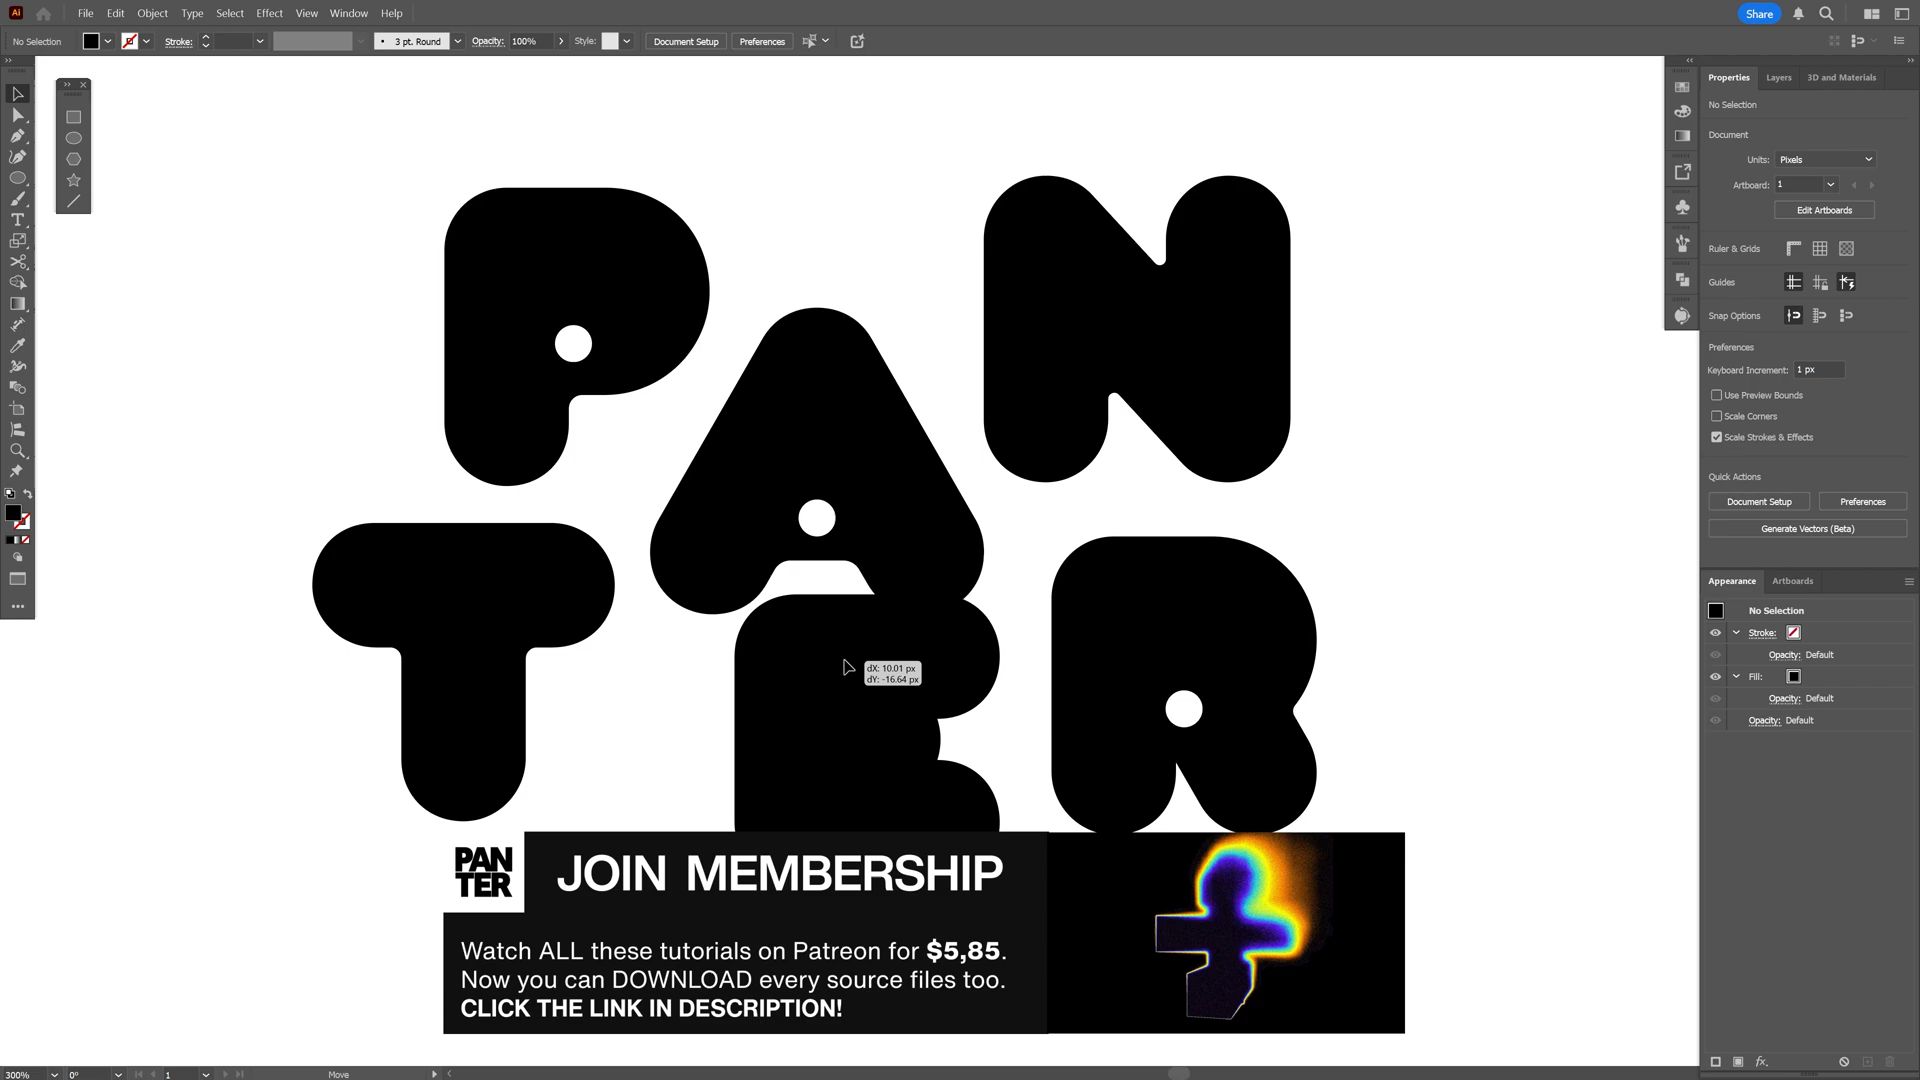 Ai File Edit Object Type Select Effect View Window Help Share
No Selection Stroke: 3 pt. Round Opacity: 100% Style: Document Setup Preferences
Properties Layers 3D and Materials
No Selection
Document
Units: Pixels
Artboard: 1
Edit Artboards
Ruler & Grids
Guides
Snap Options
Preferences
Keyboard Increment: 1 px
Use Preview Bounds
Scale Corners
Scale Strokes & Effects
Quick Actions
Document Setup Preferences
Generate Vectors (Beta)
Appearance Artboards
No Selection
Stroke:
Opacity: Default
Fill:
Opacity: Default
Opacity: Default
fx.
PAN
TER
dX: 10.01 px
dY: -16.64 px
PAN
TER
JOIN MEMBERSHIP
Watch ALL these tutorials on Patreon for $5,85.
Now you can DOWNLOAD every source files too.
CLICK THE LINK IN DESCRIPTION!
300% 0° 1 Move